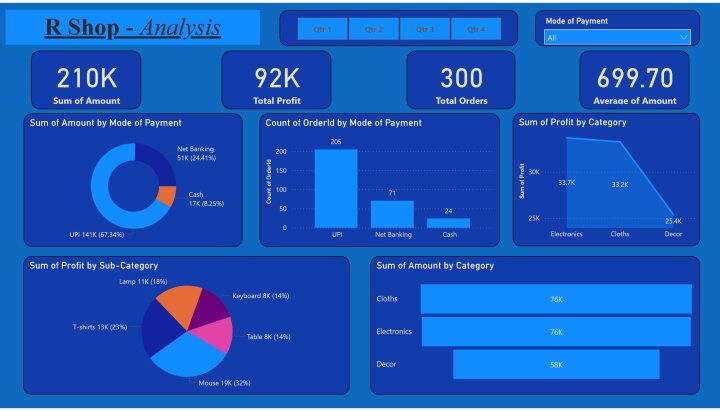 R Shop - Analysis
Qtr 1
Qtr 2
Qtr 3
Qtr 4
Mode of Payment
All
210K
Sum of Amount
92K
Total Profit
300
Total Orders
699.70
Average of Amount
Sum of Amount by Mode of Payment
Net Banking
51K (24.41%)
Cash
17K (8.25%)
UPI 141K (67.34%)
Count of OrderId by Mode of Payment
Count of OrderId
200
150
100
50
0
205
71
24
UPI
Net Banking
Cash
Sum of Profit by Category
Sum of Profit
30K
25K
33.7K
33.2K
25.4K
Electronics
Cloths
Decor
Sum of Profit by Sub-Category
Lamp 11K (18%)
Keyboard 8K (14%)
T-shirts 13K (23%)
Table 8K (14%)
Mouse 19K (32%)
Sum of Amount by Category
Cloths
76K
Electronics
76K
Decor
58K